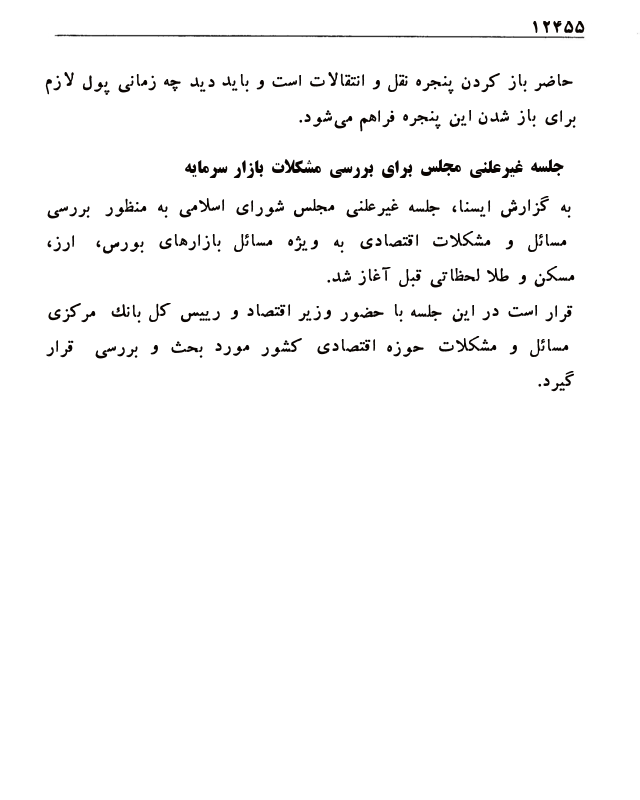 ۱۲۴۵۵
حاضر باز کردن پنجره نقل و انتقالات است و باید دید چه زمانی پول لازم
برای باز شدن این پنجره فراهم می‌شود.
جلسه غیرعلنی مجلس برای بررسی مشکلات بازار سرمایه
به گزارش ایسنا، جلسه غیرعلنی مجلس شورای اسلامی به منظور بررسی
مسائل و مشکلات اقتصادی به ویژه مسائل بازارهای بورس، ارز،
مسکن و طلا لحظاتی قبل آغاز شد.
قرار است در این جلسه با حضور وزیر اقتصاد و رییس کل بانک مرکزی
مسائل و مشکلات حوزه اقتصادی کشور مورد بحث و بررسی قرار
گیرد.